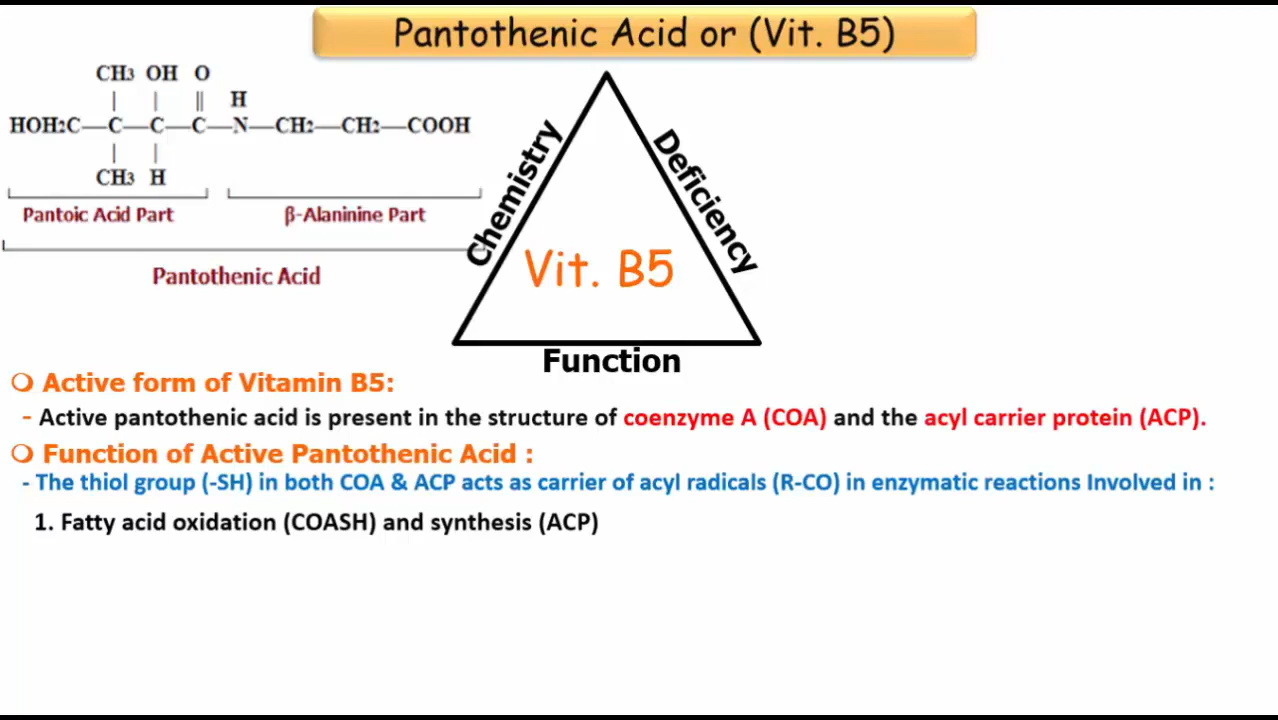 Pantothenic Acid or (Vit. B5)
CH3 OH O
H
HOH2C—C—C—C—N—CH2—CH2—COOH
CH3 H
Pantoic Acid Part
β-Alaninine Part
Pantothenic Acid
Chemistry
Deficiency
Vit. B5
Function
❍ Active form of Vitamin B5:
- Active pantothenic acid is present in the structure of coenzyme A (COA) and the acyl carrier protein (ACP).
❍ Function of Active Pantothenic Acid :
- The thiol group (-SH) in both COA & ACP acts as carrier of acyl radicals (R-CO) in enzymatic reactions Involved in :
1. Fatty acid oxidation (COASH) and synthesis (ACP)